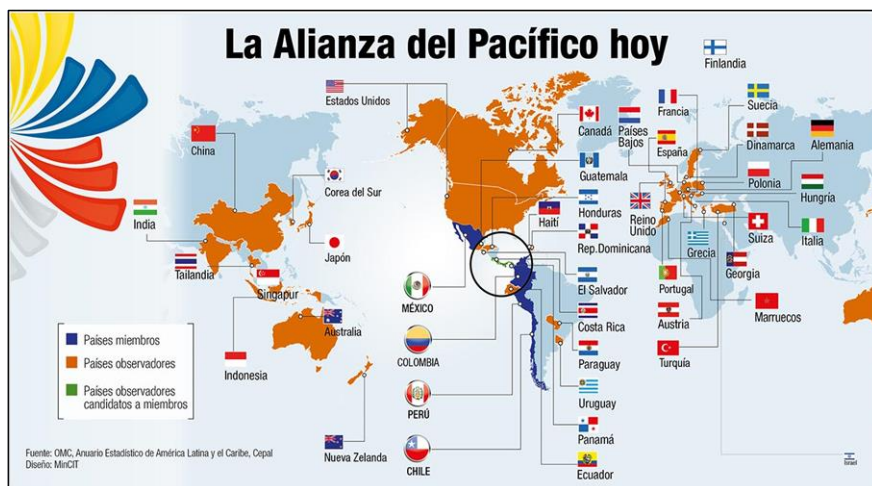 La Alianza del Pacífico hoy
Finlandia
Estados Unidos
Francia
Suecia
China
Canadá
Países
Bajos
España
Dinamarca
Alemania
Corea del Sur
Guatemala
Polonia
Hungría
India
Haití
Honduras
Reino
Unido
Grecia
Suiza
Italia
Japón
Rep.Dominicana
Tailandia
Singapur
Georgia
MÉXICO
El Salvador
Portugal
Marruecos
Costa Rica
Austria
Países miembros
Países observadores
Países observadores
candidatos a miembros
Australia
COLOMBIA
Paraguay
Turquía
Indonesia
Uruguay
PERÚ
Panamá
Nueva Zelanda
CHILE
Ecuador
Israel
Fuente: OMC, Anuario Estadístico de América Latina y el Caribe, Cepal
Diseño: MinCIT